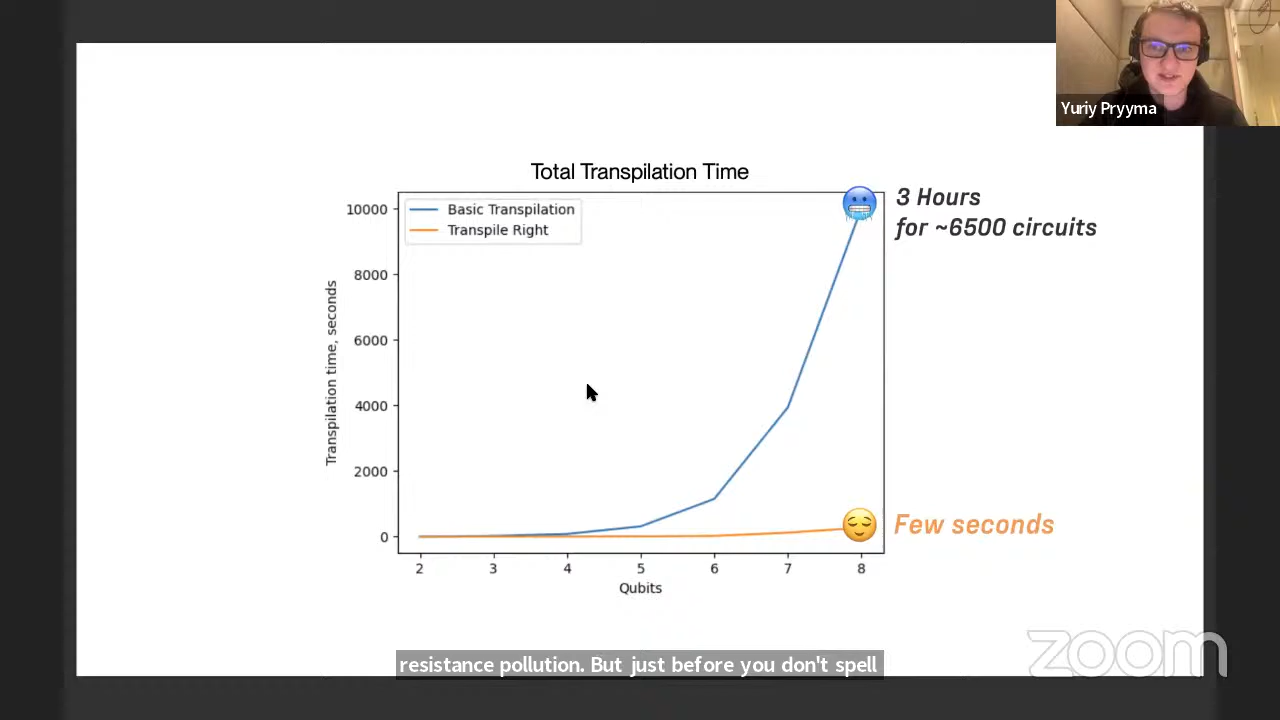 Yuriy Pryyma
Total Transpilation Time
3 Hours
for ~6500 circuits
Basic Transpilation
Transpile Right
Transpilation time, seconds
10000
8000
6000
4000
2000
0
2 3 4 5 6 7 8
Qubits
Few seconds
resistance pollution. But just before you don't spell
zoom